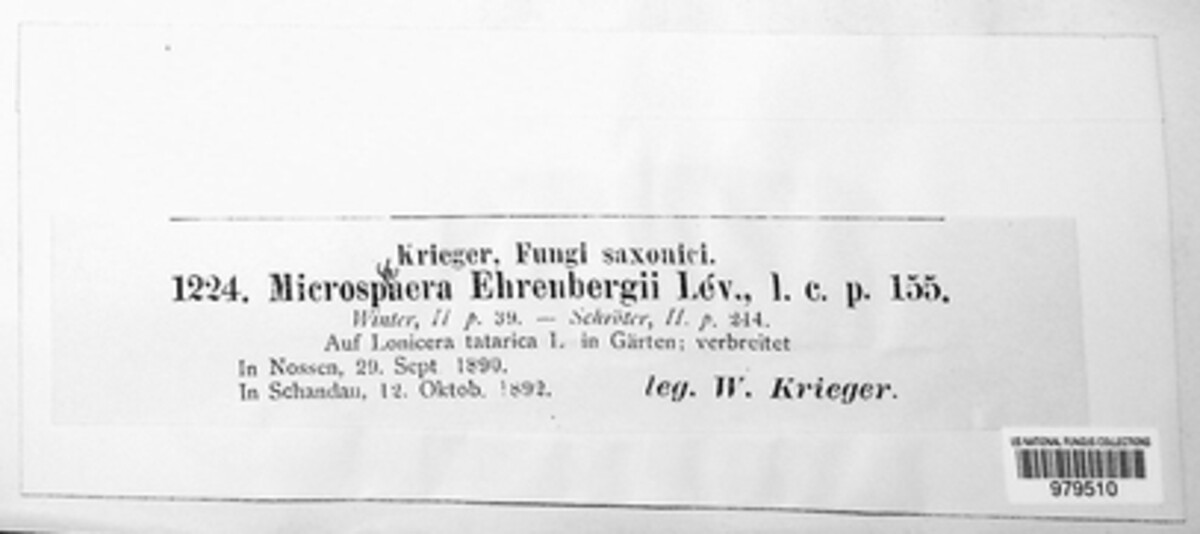 Krieger, Fungi saxonici.
1224. Microsphaera Ehrenbergii Lév., l. c. p. 155.
Winter, II p. 39. — Schröter, II. p. 244.
Auf Lonicera tatarica L. in Gärten; verbreitet
In Nossen, 29. Sept 1890.
In Schandau, 12. Oktob. 1892. leg. W. Krieger.
US NATIONAL FUNGUS COLLECTIONS
979510